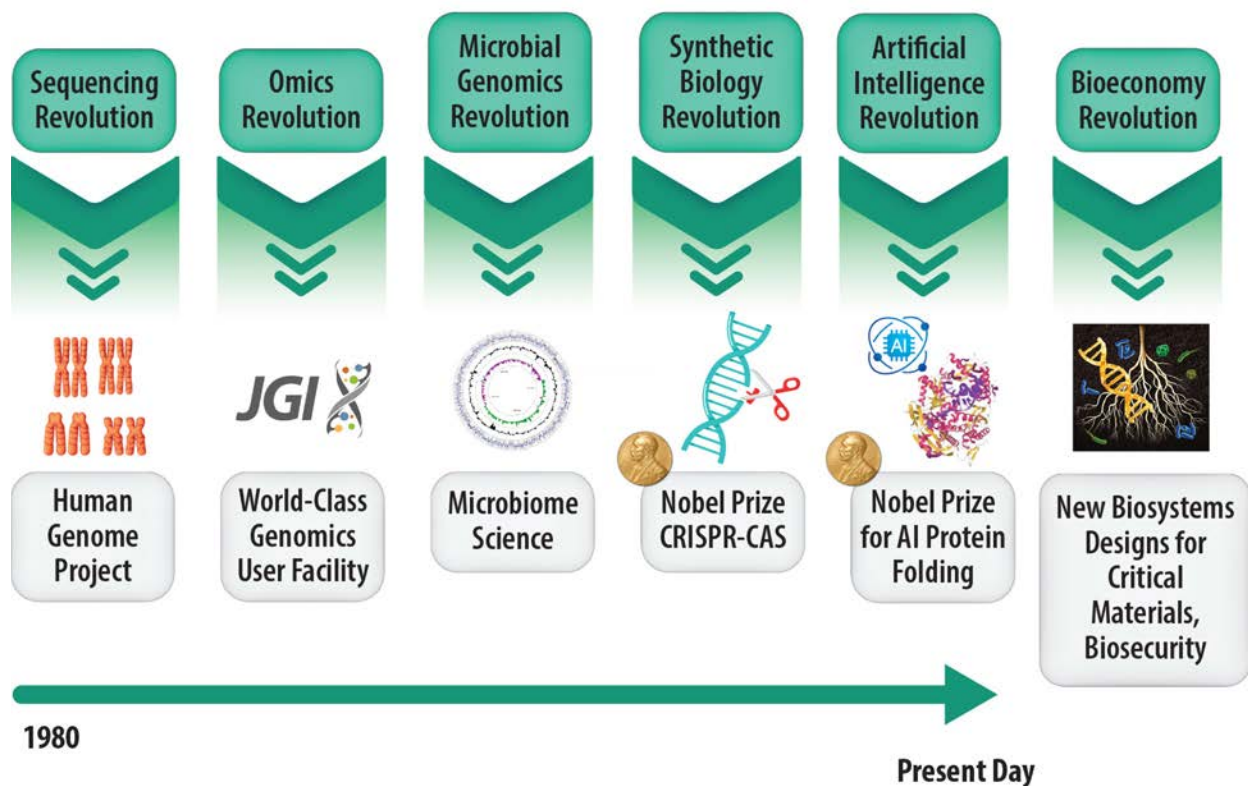 Sequencing
Revolution
Omics
Revolution
Microbial
Genomics
Revolution
Synthetic
Biology
Revolution
Artificial
Intelligence
Revolution
Bioeconomy
Revolution
JGI
AI
Human
Genome
Project
World-Class
Genomics
User Facility
Microbiome
Science
Nobel Prize
CRISPR-CAS
Nobel Prize
for AI Protein
Folding
New Biosystems
Designs for
Critical
Materials,
Biosecurity
1980
Present Day